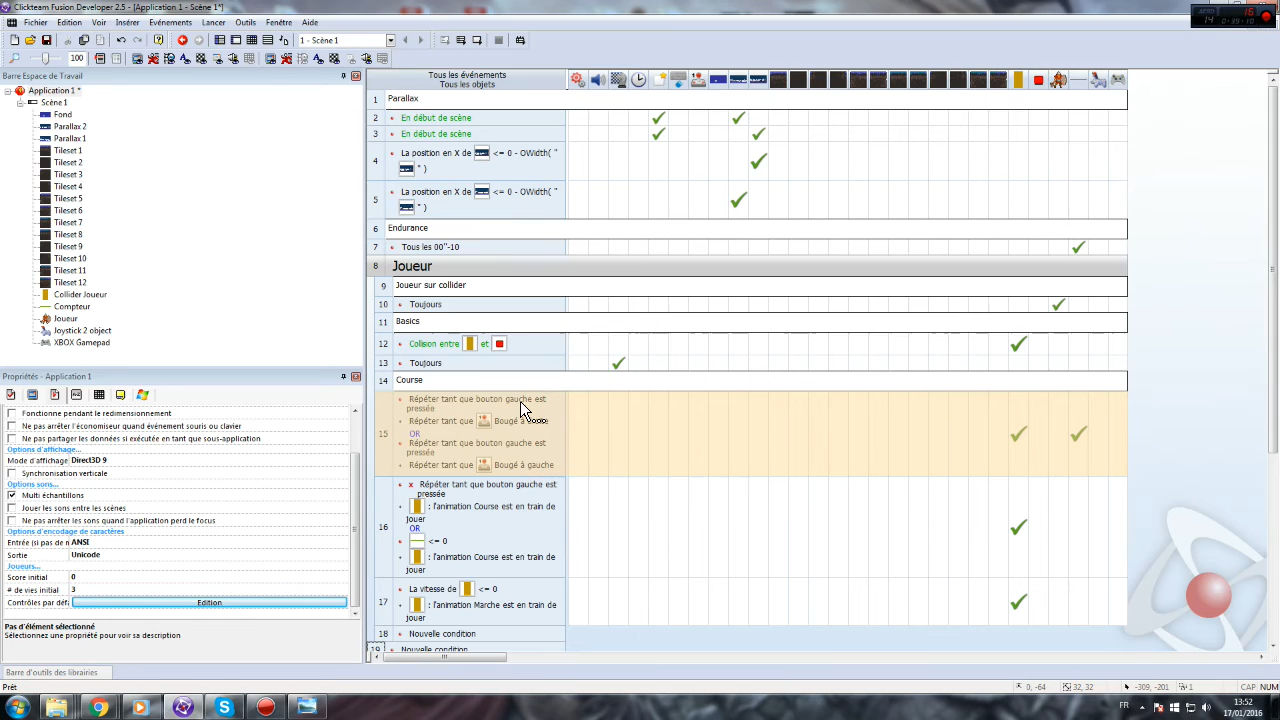 Clickteam Fusion Developer 2.5 - [Application 1 - Scène 1*]
Fichier Edition Voir Insérer Evénements Lancer Outils Fenêtre Aide
1 - Scène 1
100
Barre Espace de Travail
Application 1 *
Scène 1
Fond
Parallax 2
Parallax 1
Tileset 1
Tileset 2
Tileset 3
Tileset 4
Tileset 5
Tileset 6
Tileset 7
Tileset 8
Tileset 9
Tileset 10
Tileset 11
Tileset 12
Collider Joueur
Compteur
Joueur
Joystick 2 object
XBOX Gamepad
Propriétés - Application 1
Fonctionne pendant le redimensionnement
Ne pas arrêter l'économiseur quand événement souris ou clavier
Ne pas partager les données si exécutée en tant que sous-application
Options d'affichage...
Mode d'affichage Direct3D 9
Synchronisation verticale
Options sons...
Multi échantillons
Jouer les sons entre les scènes
Ne pas arrêter les sons quand l'application perd le focus
Options d'encodage de caractères
Entrée (si pas de n ANSI
Sortie Unicode
Joueurs...
Score initial 0
# de vies initial 3
Contrôles par défa Edition
Pas d'élément sélectionné
Sélectionnez une propriété pour voir sa description
Barre d'outils des librairies
Prêt
Tous les événements
Tous les objets
1 Parallax
2 En début de scène
3 En début de scène
4 La position en X de <= 0 - OWidth( "
" )
5 La position en X de <= 0 - OWidth( "
" )
6 Endurance
7 Tous les 00"-10
8 Joueur
9 Joueur sur collider
10 Toujours
11 Basics
12 Collision entre et
13 Toujours
14 Course
15 Répéter tant que bouton gauche est
pressée
Répéter tant que Bougé à
OR
Répéter tant que bouton gauche est
pressée
Répéter tant que Bougé à gauche
16 X Répéter tant que bouton gauche est
pressée
: l'animation Course est en train de
jouer
OR
<= 0
: l'animation Course est en train de
jouer
17 La vitesse de <= 0
: l'animation Marche est en train de
jouer
18 Nouvelle condition
19 Nouvelle condition
0, -64 32, 32 -309, -201 1 CAP NUM
FR 13:52
17/01/2016